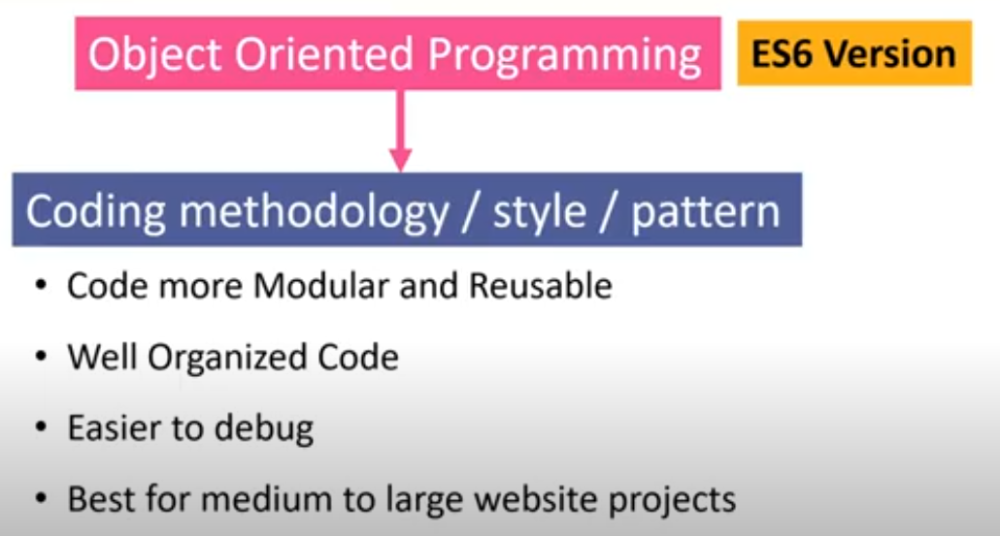 Object Oriented Programming
ES6 Version
Coding methodology / style / pattern
• Code more Modular and Reusable
• Well Organized Code
• Easier to debug
• Best for medium to large website projects